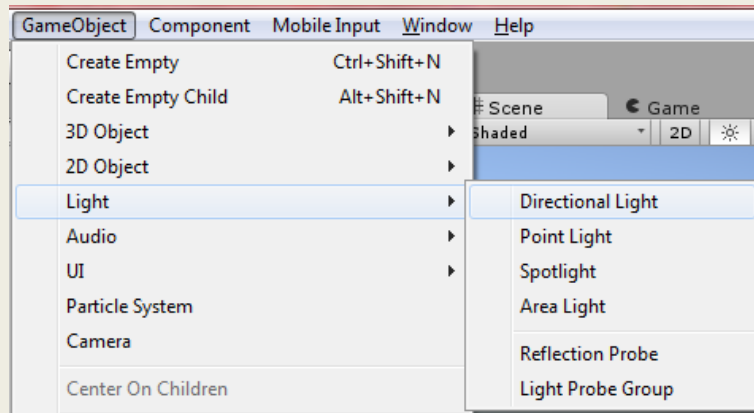 GameObject Component Mobile Input Window Help
Create Empty Ctrl+Shift+N
Create Empty Child Alt+Shift+N
# Scene Game
3D Object
Shaded 2D
2D Object
Light
Directional Light
Audio
Point Light
UI
Spotlight
Particle System
Area Light
Camera
Reflection Probe
Center On Children
Light Probe Group